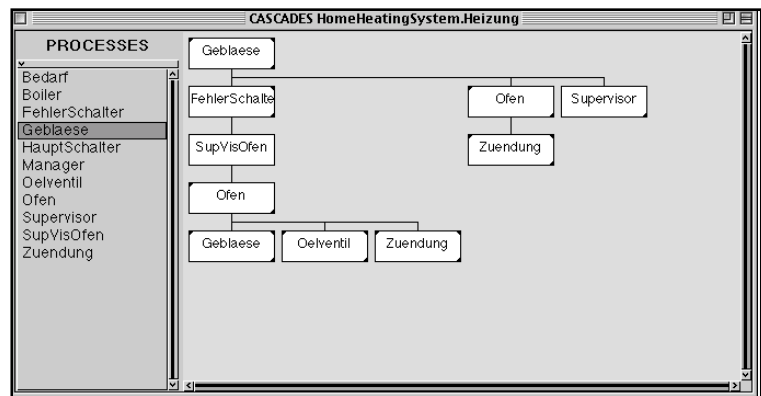 CASCADES HomeHeatingSystem.Heizung
PROCESSES
Bedarf
Boiler
FehlerSchalter
Geblaese
HauptSchalter
Manager
Oelventil
Ofen
Supervisor
SupVisOfen
Zuendung
Geblaese
FehlerSchalte
Ofen
Supervisor
SupVisOfen
Zuendung
Ofen
Geblaese
Oelventil
Zuendung